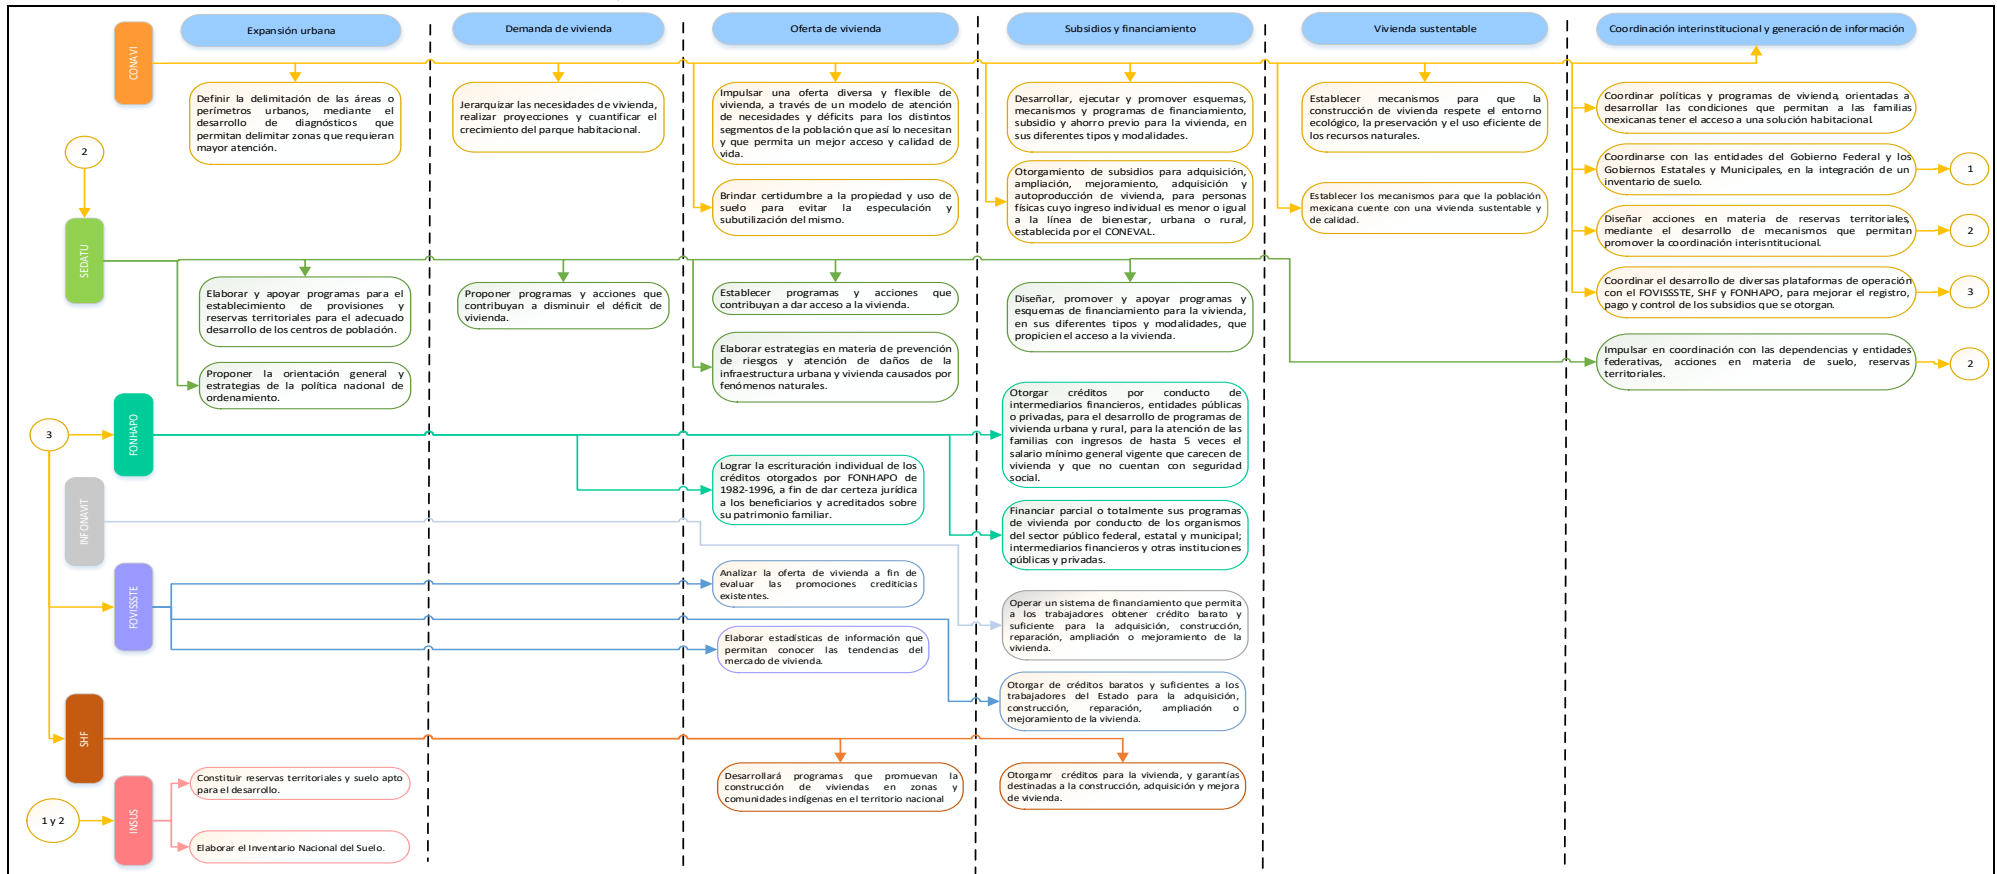 Expansión urbana
Demanda de vivienda
Oferta de vivienda
Subsidios y financiamiento
Vivienda sustentable
Coordinación interinstitucional y generación de información
CONAVI
Definir la delimitación de las áreas o
perímetros urbanos, mediante el
desarrollo de diagnósticos que
permitan delimitar zonas que requieran
mayor atención.
Jerarquizar las necesidades de vivienda,
realizar proyecciones y cuantificar el
crecimiento del parque habitacional.
Impulsar una oferta diversa y flexible de
vivienda, a través de un modelo de atención
de necesidades y déficits para los distintos
segmentos de la población que así lo necesitan
y que permita un mejor acceso y calidad de
vida.
Brindar certidumbre a la propiedad y uso de
suelo para evitar la especulación y
subutilización del mismo.
Desarrollar, ejecutar y promover esquemas,
mecanismos y programas de financiamiento,
subsidio y ahorro previo para la vivienda, en
sus diferentes tipos y modalidades.
Otorgamiento de subsidios para adquisición,
ampliación, mejoramiento, adquisición y
autoproducción de vivienda, para personas
físicas cuyo ingreso individual es menor o igual
a la línea de bienestar, urbana o rural,
establecida por el CONEVAL.
Establecer mecanismos para que la
construcción de vivienda respete el entorno
ecológico, la preservación y el uso eficiente de
los recursos naturales.
Establecer los mecanismos para que la población
mexicana cuente con una vivienda sustentable y
de calidad.
Coordinar políticas y programas de vivienda, orientadas a
desarrollar las condiciones que permitan a las familias
mexicanas tener el acceso a una solución habitacional.
Coordinarse con las entidades del Gobierno Federal y los
Gobiernos Estatales y Municipales, en la integración de un
inventario de suelo.
1
Diseñar acciones en materia de reservas territoriales,
mediante el desarrollo de mecanismos que permitan
promover la coordinación interisntitucional.
2
Coordinar el desarrollo de diversas plataformas de operación
con el FOVISSSTE, SHF y FONHAPO, para mejorar el registro,
pago y control de los subsidios que se otorgan.
3
2
SEDATU
Elaborar y apoyar programas para el
establecimiento de provisiones y
reservas territoriales para el adecuado
desarrollo de los centros de población.
Proponer la orientación general y
estrategias de la política nacional de
ordenamiento.
Proponer programas y acciones que
contribuyan a disminuir el déficit de
vivienda.
Establecer programas y acciones que
contribuyan a dar acceso a la vivienda.
Elaborar estrategias en materia de prevención
de riesgos y atención de daños de la
infraestructura urbana y vivienda causados por
fenómenos naturales.
Diseñar, promover y apoyar programas y
esquemas de financiamiento para la vivienda,
en sus diferentes tipos y modalidades, que
propicien el acceso a la vivienda.
Impulsar en coordinación con las dependencias y entidades
federativas, acciones en materia de suelo, reservas
territoriales.
2
3
FONHAPO
Lograr la escrituración individual de los
créditos otorgados por FONHAPO de
1982-1996, a fin de dar certeza jurídica
a los beneficiarios y acreditados sobre
su patrimonio familiar.
Otorgar créditos por conducto de
intermediarios financieros, entidades públicas
o privadas, para el desarrollo de programas de
vivienda urbana y rural, para la atención de las
familias con ingresos de hasta 5 veces el
salario mínimo general vigente que carecen de
vivienda y que no cuentan con seguridad
social.
Financiar parcial o totalmente sus programas
de vivienda por conducto de los organismos
del sector público federal, estatal y municipal;
intermediarios financieros y otras instituciones
públicas y privadas.
INFONAVIT
Operar un sistema de financiamiento que permita
a los trabajadores obtener crédito barato y
suficiente para la adquisición, construcción,
reparación, ampliación o mejoramiento de la
vivienda.
FOVISSSTE
Analizar la oferta de vivienda a fin de
evaluar las promociones crediticias
existentes.
Elaborar estadísticas de información que
permitan conocer las tendencias del
mercado de vivienda.
Otorgar de créditos baratos y suficientes a los
trabajadores del Estado para la adquisición,
construcción, reparación, ampliación o
mejoramiento de la vivienda.
SHF
Desarrollará programas que promuevan la
construcción de viviendas en zonas y
comunidades indígenas en el territorio nacional
Otorgamr créditos para la vivienda, y garantías
destinadas a la construcción, adquisición y mejora
de vivienda.
1 y 2
INSUS
Constituir reservas territoriales y suelo apto
para el desarrollo.
Elaborar el Inventario Nacional del Suelo.